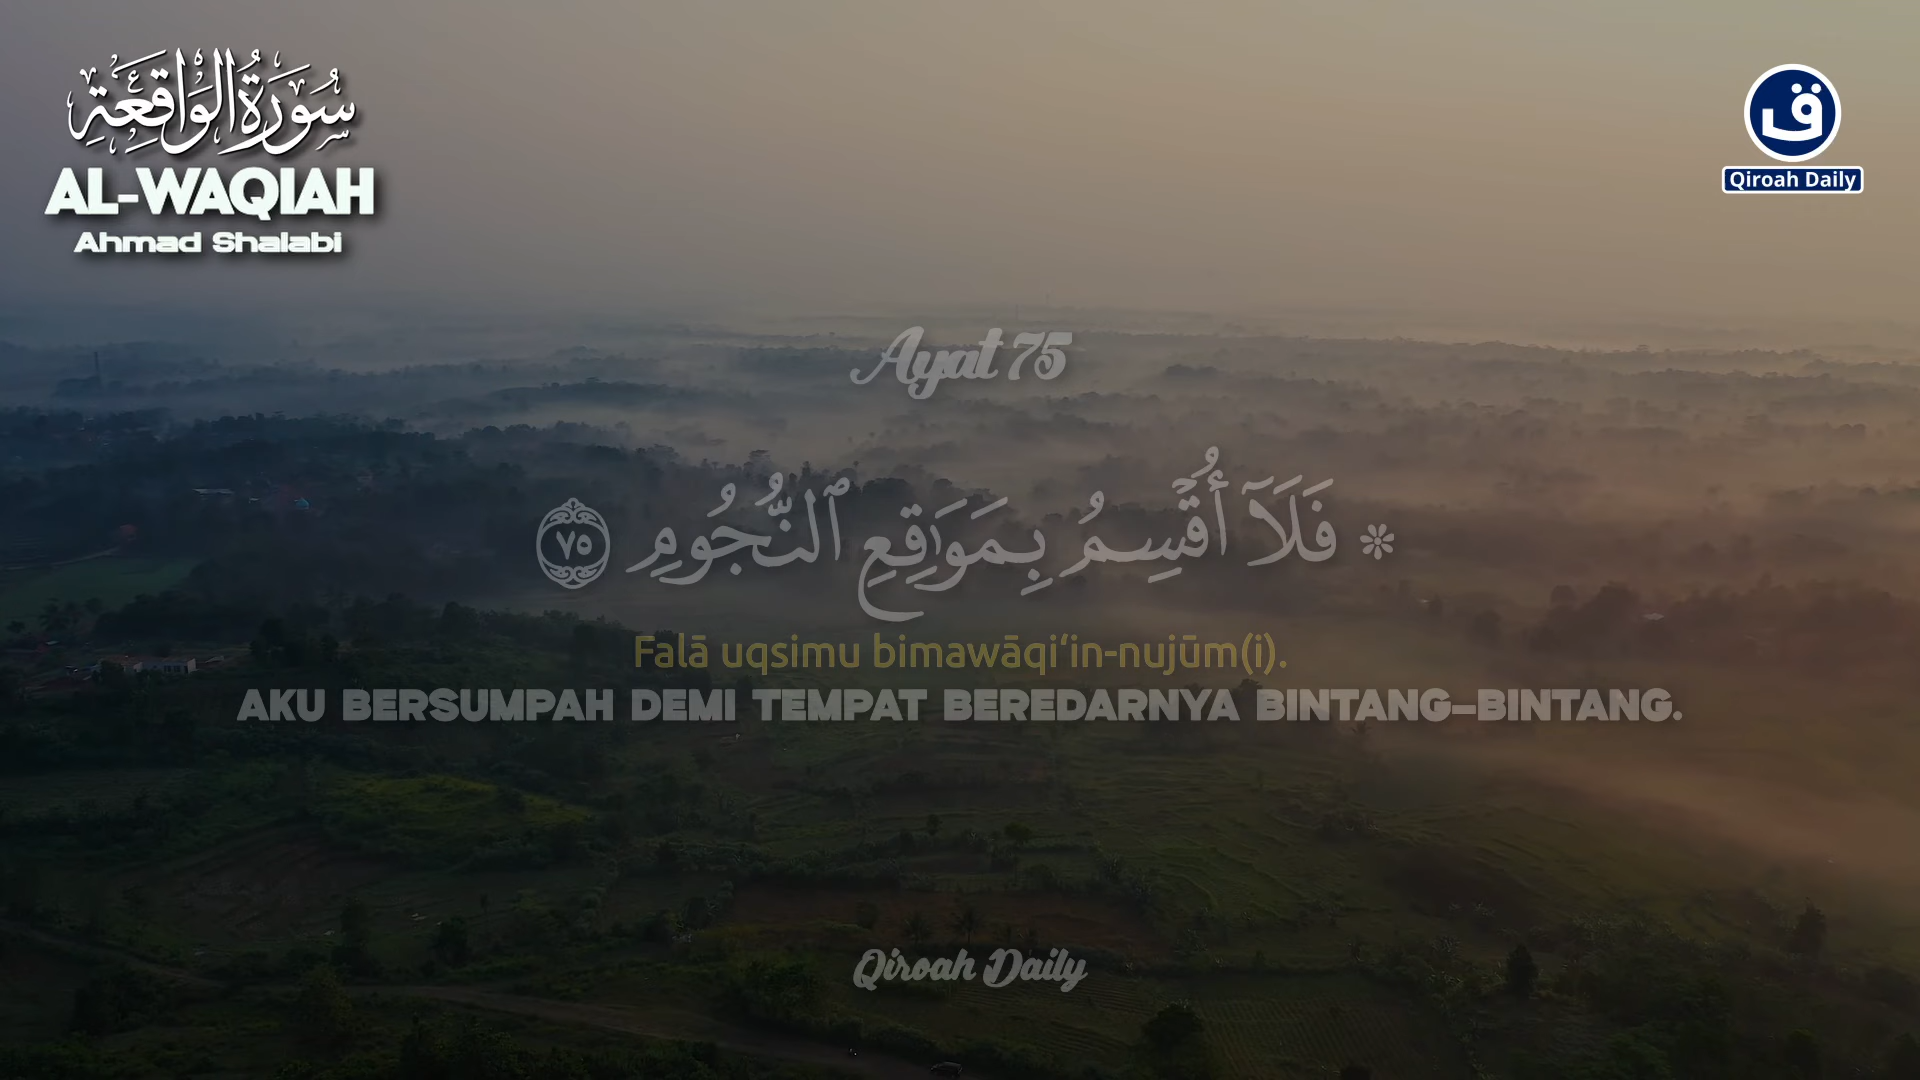 سُورَةُ الْوَاقِعَةِ
AL-WAQIAH
Ahmad Shalabi
ق
Qiroah Daily
Ayat 75
۞ فَلَآ أُقْسِمُ بِمَوَٰقِعِ ٱلنُّجُومِ ٧٥
Falā uqsimu bimawāqi‘in-nujūm(i).
AKU BERSUMPAH DEMI TEMPAT BEREDARNYA BINTANG-BINTANG.
Qiroah Daily